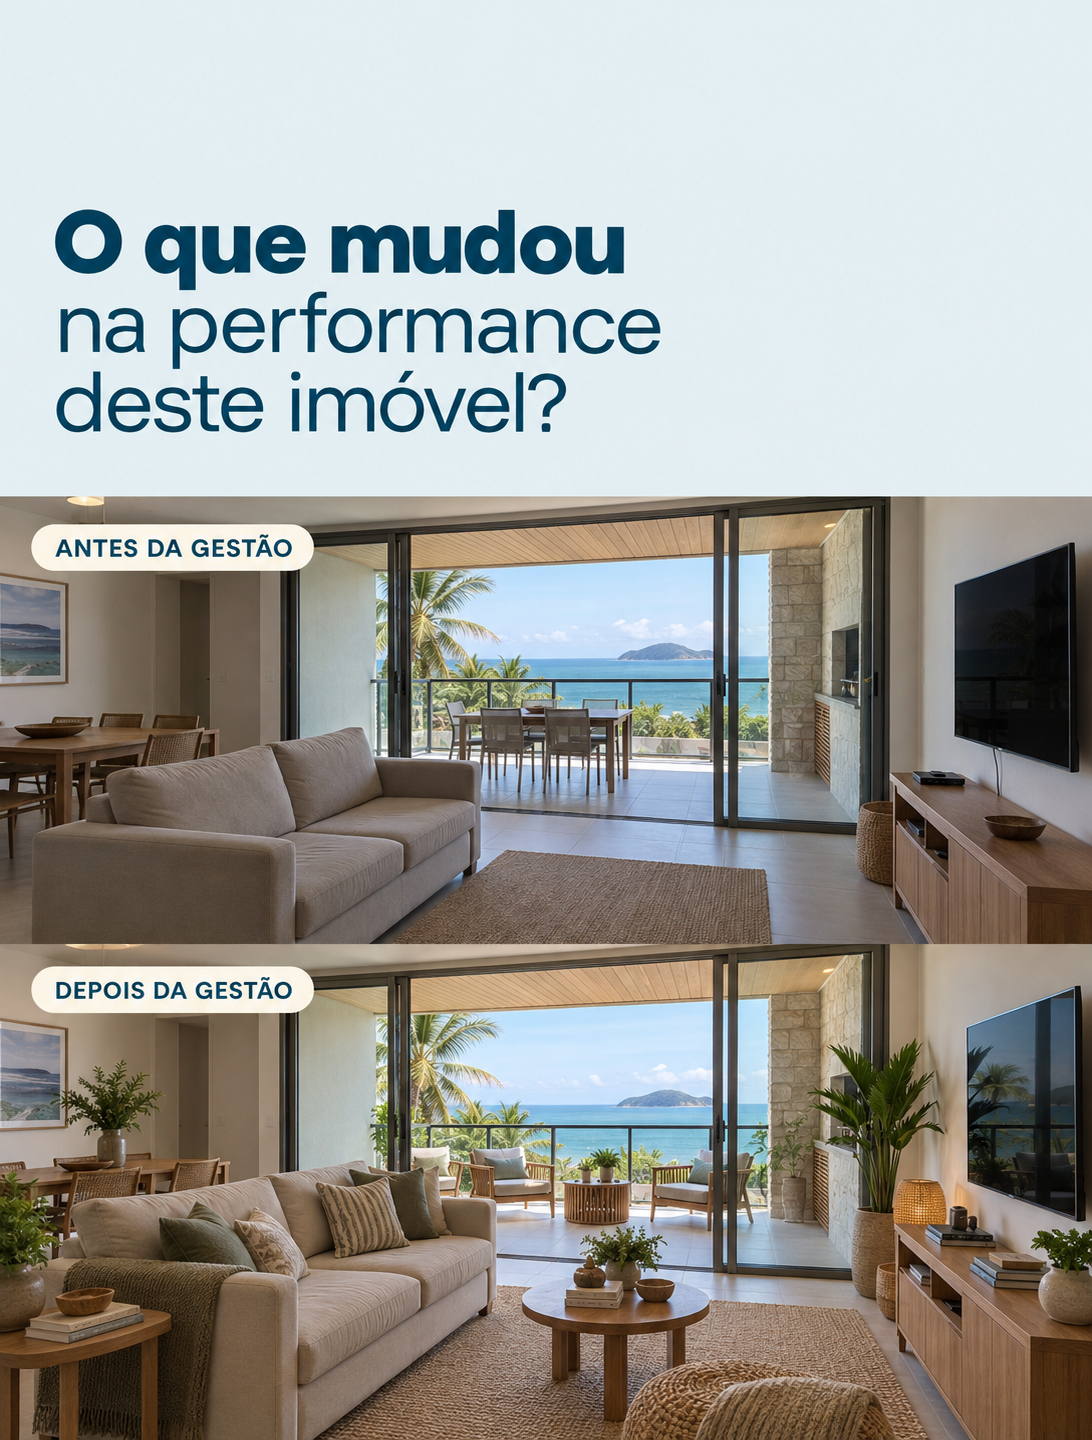 O que mudou
na performance
deste imóvel?
ANTES DA GESTÃO
DEPOIS DA GESTÃO